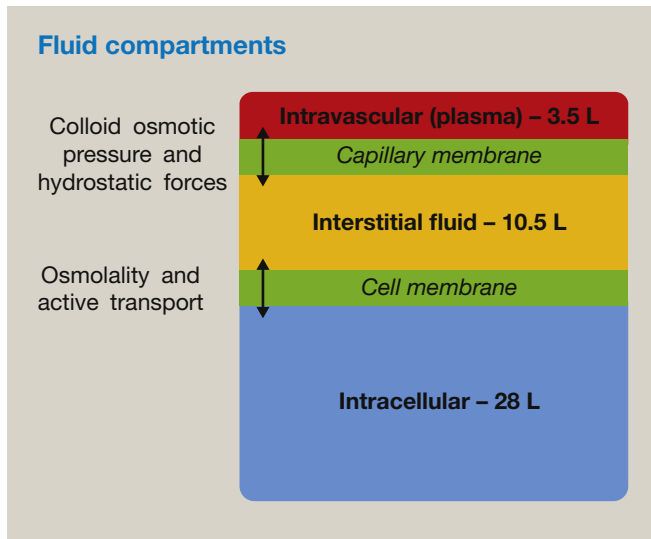 Fluid compartments
Colloid osmotic
pressure and
hydrostatic forces
Intravascular (plasma) – 3.5 L
Capillary membrane
Interstitial fluid – 10.5 L
Osmolality and
active transport
Cell membrane
Intracellular – 28 L